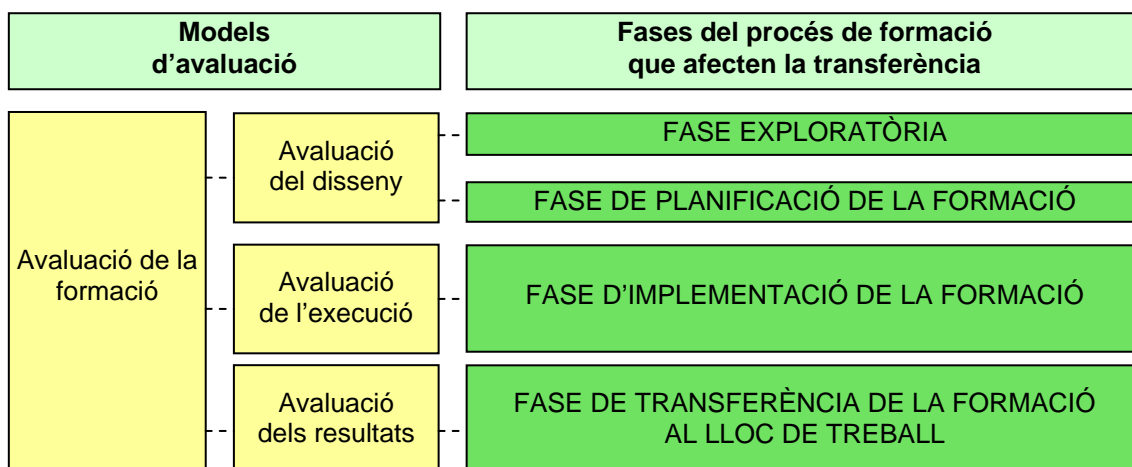 Models
d’avaluació
Fases del procés de formació
que afecten la transferència
Avaluació de la
formació
Avaluació
del disseny
FASE EXPLORATÒRIA
FASE DE PLANIFICACIÓ DE LA FORMACIÓ
Avaluació
de l’execució
FASE D’IMPLEMENTACIÓ DE LA FORMACIÓ
Avaluació
dels resultats
FASE DE TRANSFERÈNCIA DE LA FORMACIÓ
AL LLOC DE TREBALL